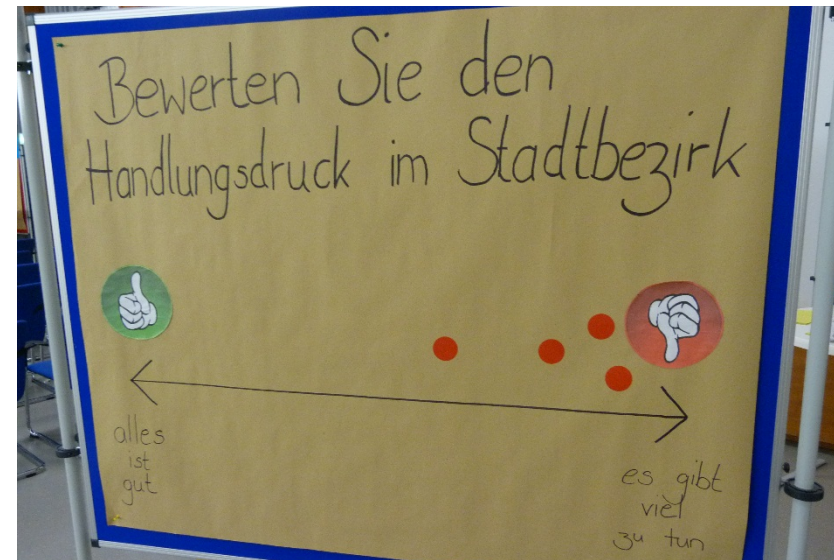 Bewerten Sie den
Handlungsdruck im Stadtbezirk
alles
ist
gut
es gibt
viel
zu tun